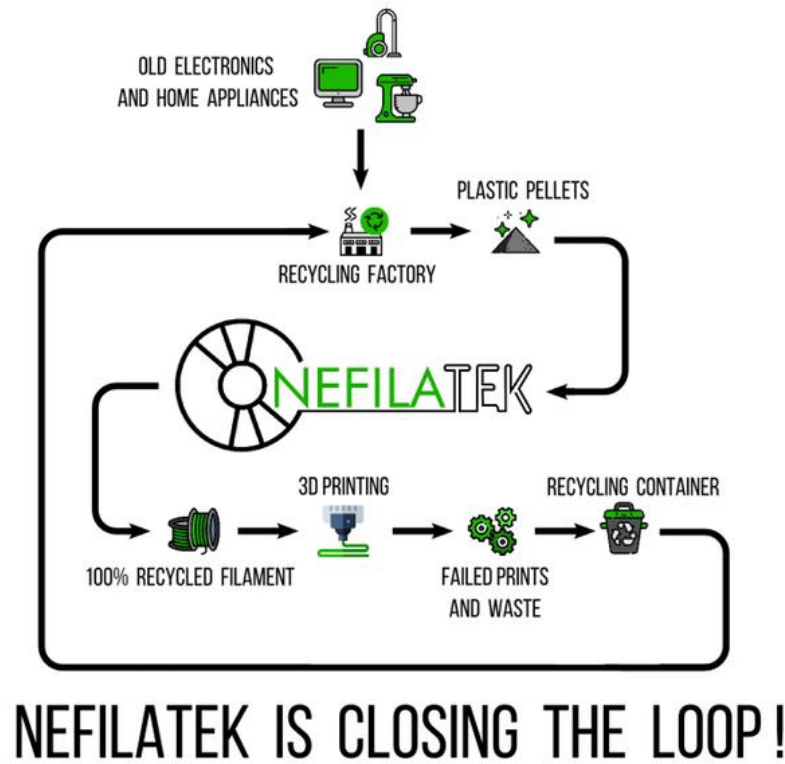 OLD ELECTRONICS
AND HOME APPLIANCES
PLASTIC PELLETS
RECYCLING FACTORY
NEFILATEK
3D PRINTING
RECYCLING CONTAINER
100% RECYCLED FILAMENT
FAILED PRINTS
AND WASTE
NEFILATEK IS CLOSING THE LOOP!